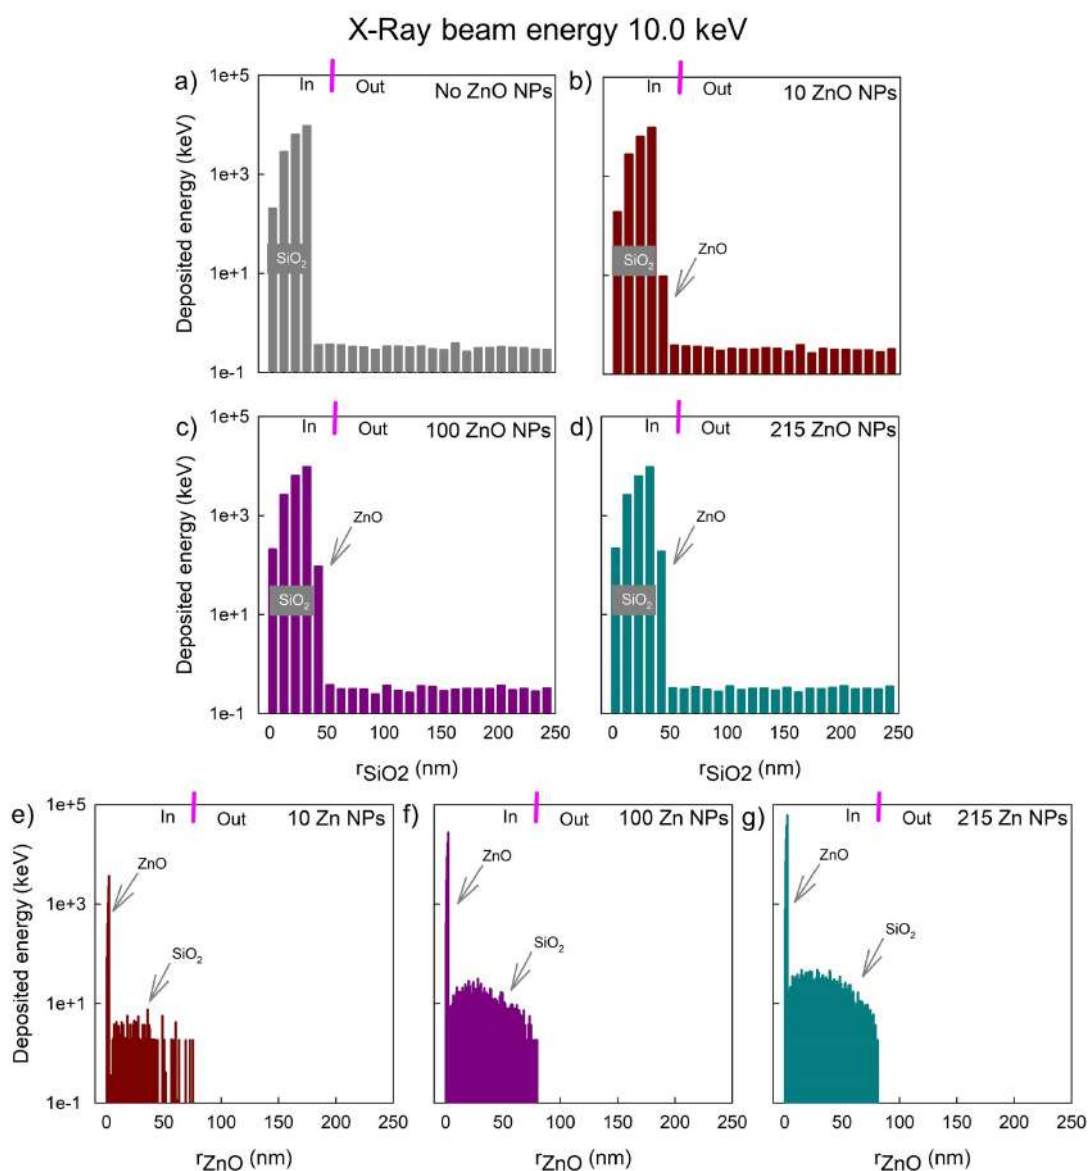 X-Ray beam energy 10.0 keV
a)
1e+5
1e+3
1e+1
1e-1
Deposited energy (keV)
In
Out
No ZnO NPs
SiO2
b)
In
Out
10 ZnO NPs
ZnO
SiO2
c)
1e+5
1e+3
1e+1
1e-1
Deposited energy (keV)
In
Out
100 ZnO NPs
ZnO
SiO2
0 50 100 150 200 250
rSiO2 (nm)
d)
In
Out
215 ZnO NPs
ZnO
SiO2
0 50 100 150 200 250
rSiO2 (nm)
e)
1e+5
1e+3
1e+1
1e-1
Deposited energy (keV)
In
Out
10 Zn NPs
ZnO
SiO2
0 50 100 150 200 250
rZnO (nm)
f)
In
Out
100 Zn NPs
ZnO
SiO2
0 50 100 150 200 250
rZnO (nm)
g)
In
Out
215 Zn NPs
ZnO
SiO2
0 50 100 150 200 250
rZnO (nm)